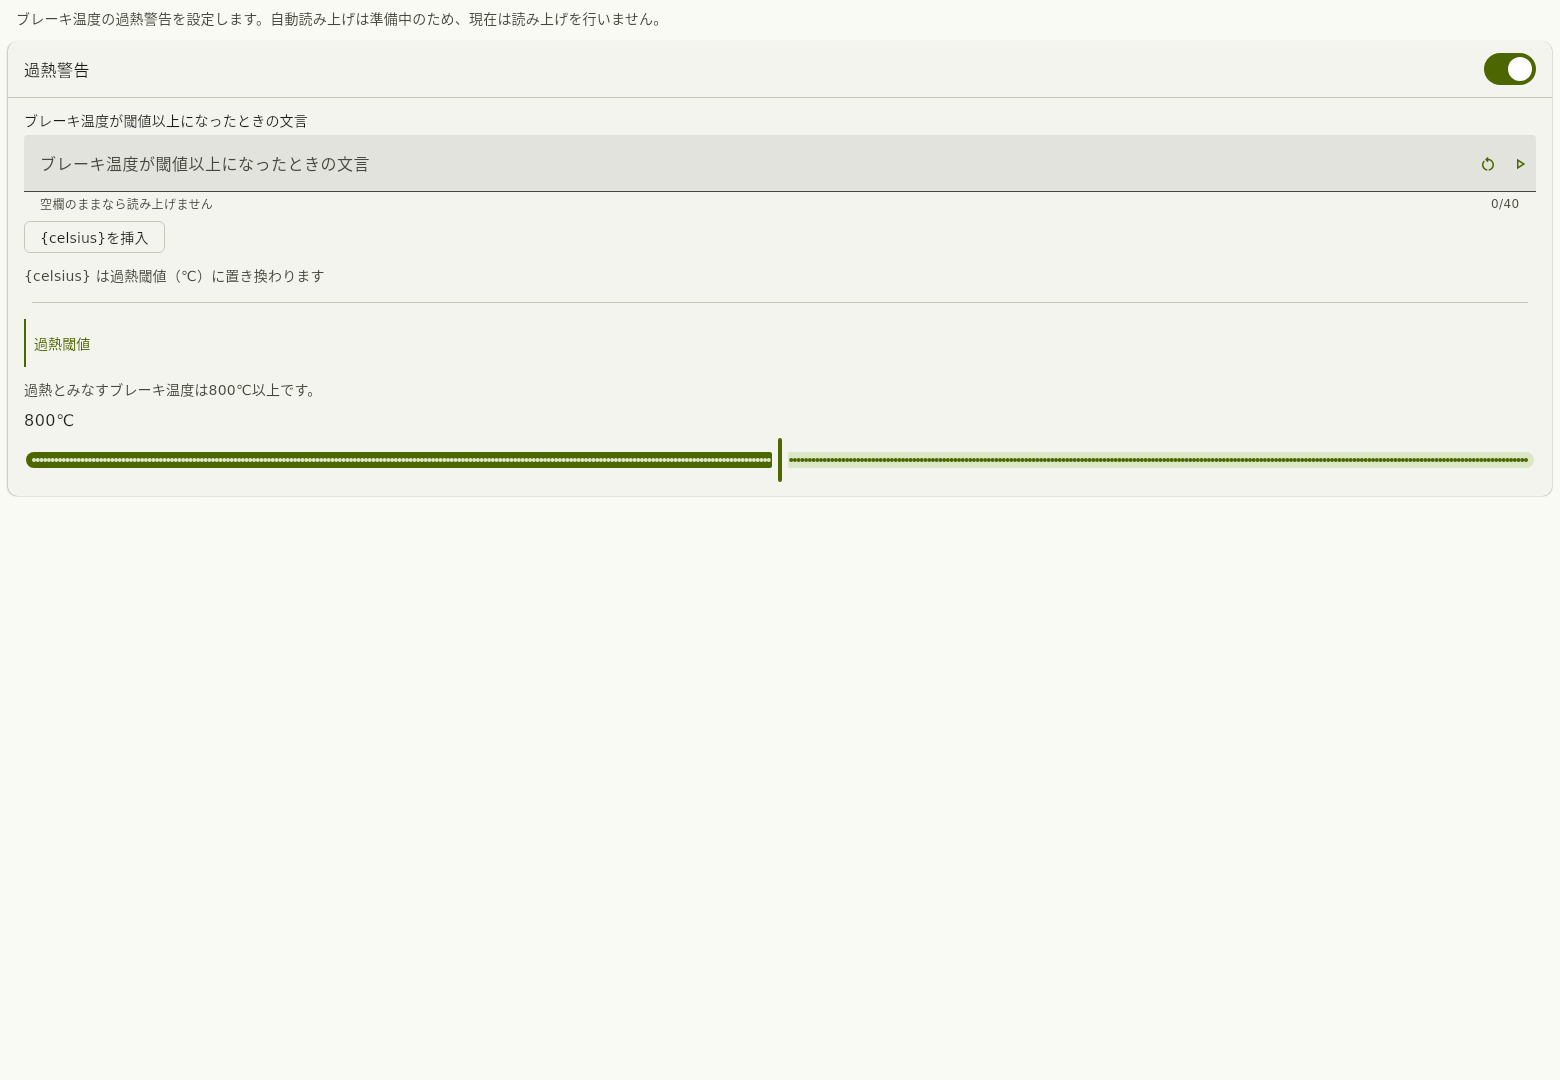 ブレーキ温度の過熱警告を設定します。自動読み上げは準備中のため、現在は読み上げを行いません。
過熱警告
ブレーキ温度が閾値以上になったときの文言
ブレーキ温度が閾値以上になったときの文言
空欄のままなら読み上げません
0/40
{celsius}を挿入
{celsius} は過熱閾値（℃）に置き換わります
過熱閾値
過熱とみなすブレーキ温度は800℃以上です。
800℃